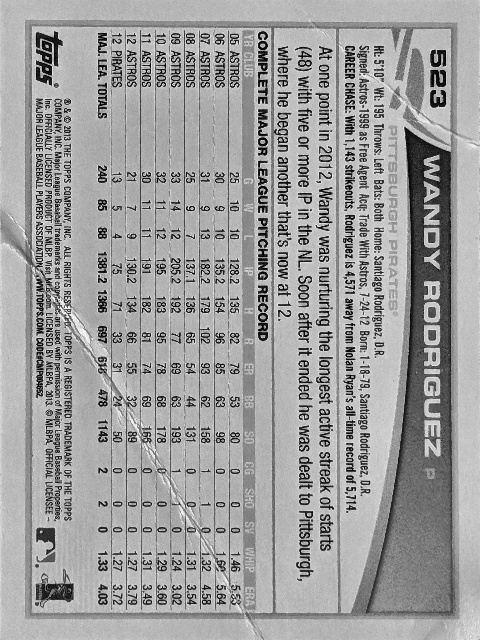 523
WANDY RODRIGUEZ P
PITTSBURGH PIRATES®
Ht: 5'10" Wt: 195 Throws: Left Bats: Both Home: Santiago Rodriguez, D.R.
Signed: Astros-1999 as Free Agent Acq: Trade With Astros, 7-24-12 Born: 1-18-79, Santiago Rodriguez, D.R.
CAREER CHASE: With 1,143 strikeouts, Rodriguez is 4,571 away from Nolan Ryan's all-time record of 5,714.
At one point in 2012, Wandy was nurturing the longest active streak of starts
(48) with five or more IP in the NL. Soon after it ended he was dealt to Pittsburgh,
where he began another that's now at 12.
COMPLETE MAJOR LEAGUE PITCHING RECORD
YR CLUB G W L IP H R ER BB SO CG SHO SV WHIP ERA
05 ASTROS 25 10 10 128.2 135 82 79 53 80 0 0 0 1.46 5.53
06 ASTROS 30 9 10 135.2 154 96 85 63 98 0 0 0 1.60 5.64
07 ASTROS 31 9 13 182.2 179 102 93 62 158 1 1 0 1.32 4.58
08 ASTROS 25 9 7 137.1 136 65 54 44 131 0 0 0 1.31 3.54
09 ASTROS 33 14 12 205.2 192 77 69 63 193 1 1 0 1.24 3.02
10 ASTROS 32 11 12 195 183 95 78 68 178 0 0 0 1.29 3.60
11 ASTROS 30 11 11 191 182 81 74 69 166 0 0 0 1.31 3.49
12 ASTROS 21 7 9 130.2 134 66 55 32 89 0 0 0 1.27 3.79
12 PIRATES 13 5 4 75 71 33 31 24 50 0 0 0 1.27 3.72
MAJ. LEA. TOTALS 240 85 88 1381.2 1366 697 618 478 1143 2 2 0 1.33 4.03
topps®
® & © 2013 THE TOPPS COMPANY, INC. ALL RIGHTS RESERVED. TOPPS IS A REGISTERED TRADEMARK OF THE TOPPS
COMPANY, INC. Major League Baseball trademarks and copyrights are used with permission of Major League Baseball Properties,
Inc. OFFICIALLY LICENSED PRODUCT OF MLBP. Visit MLB.com. LICENSED BY MLBPA, 2013. © MLBPA, OFFICIAL LICENSEE –
MAJOR LEAGUE BASEBALL PLAYERS ASSOCIATION. WWW.TOPPS.COM.